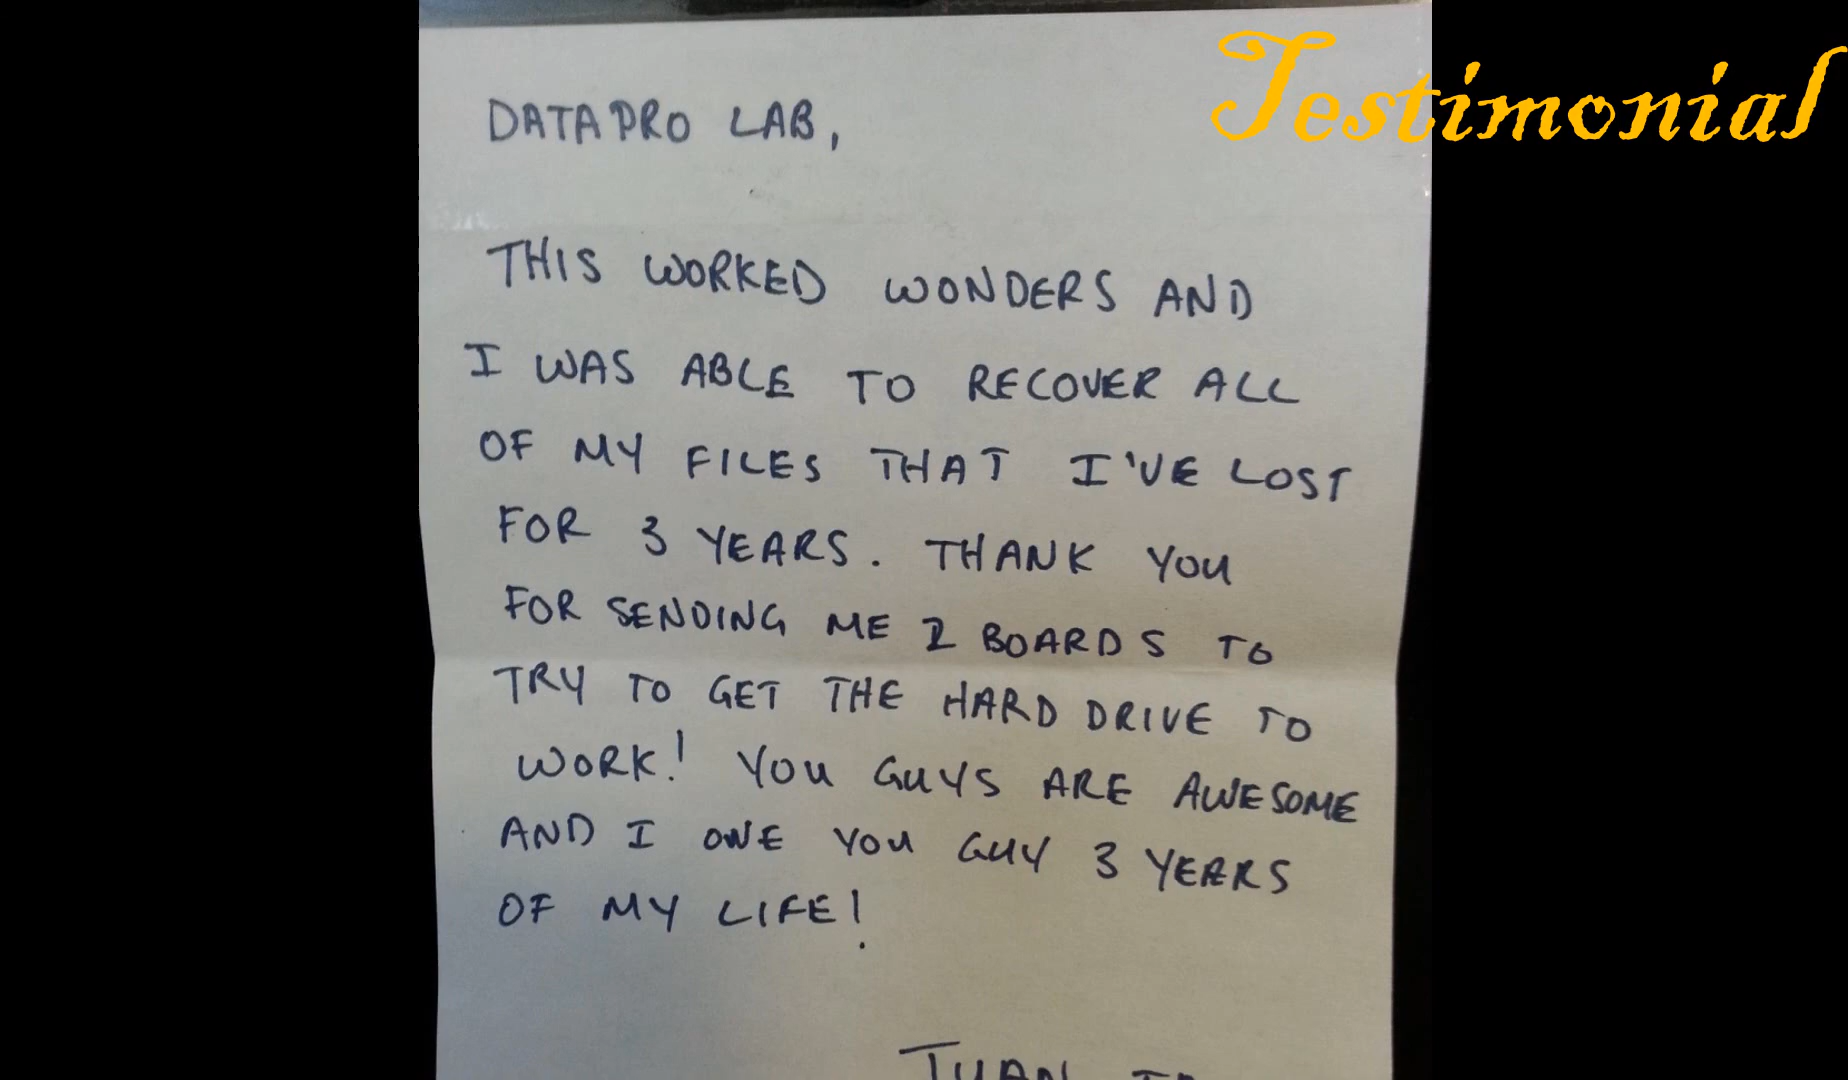 Testimonial
DATAPRO LAB,
THIS WORKED WONDERS AND
I WAS ABLE TO RECOVER ALL
OF MY FILES THAT I'VE LOST
FOR 3 YEARS. THANK YOU
FOR SENDING ME 2 BOARDS TO
TRY TO GET THE HARD DRIVE TO
WORK! YOU GUYS ARE AWESOME
AND I OWE YOU GUY 3 YEARS
OF MY LIFE!